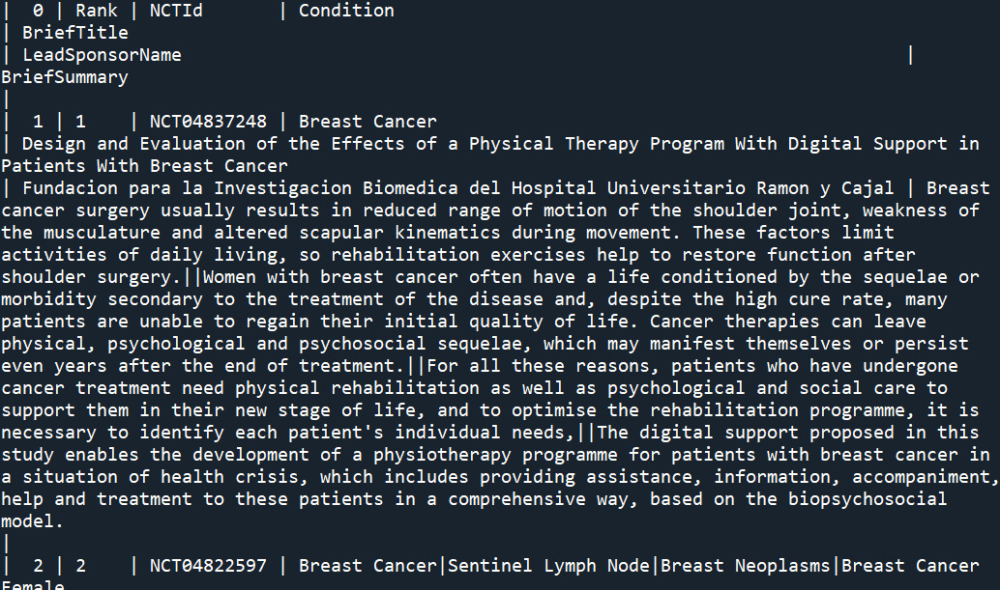 |  0 | Rank | NCTId       | Condition
| BriefTitle
| LeadSponsorName                                                                    |
BriefSummary
|
|  1 | 1    | NCT04837248 | Breast Cancer
| Design and Evaluation of the Effects of a Physical Therapy Program With Digital Support in
Patients With Breast Cancer
| Fundacion para la Investigacion Biomedica del Hospital Universitario Ramon y Cajal | Breast
cancer surgery usually results in reduced range of motion of the shoulder joint, weakness of
the musculature and altered scapular kinematics during movement. These factors limit
activities of daily living, so rehabilitation exercises help to restore function after
shoulder surgery.||Women with breast cancer often have a life conditioned by the sequelae or
morbidity secondary to the treatment of the disease and, despite the high cure rate, many
patients are unable to regain their initial quality of life. Cancer therapies can leave
physical, psychological and psychosocial sequelae, which may manifest themselves or persist
even years after the end of treatment.||For all these reasons, patients who have undergone
cancer treatment need physical rehabilitation as well as psychological and social care to
support them in their new stage of life, and to optimise the rehabilitation programme, it is
necessary to identify each patient's individual needs,||The digital support proposed in this
study enables the development of a physiotherapy programme for patients with breast cancer in
a situation of health crisis, which includes providing assistance, information, accompaniment,
help and treatment to these patients in a comprehensive way, based on the biopsychosocial
model.
|
|  2 | 2    | NCT04822597 | Breast Cancer|Sentinel Lymph Node|Breast Neoplasms|Breast Cancer
Female